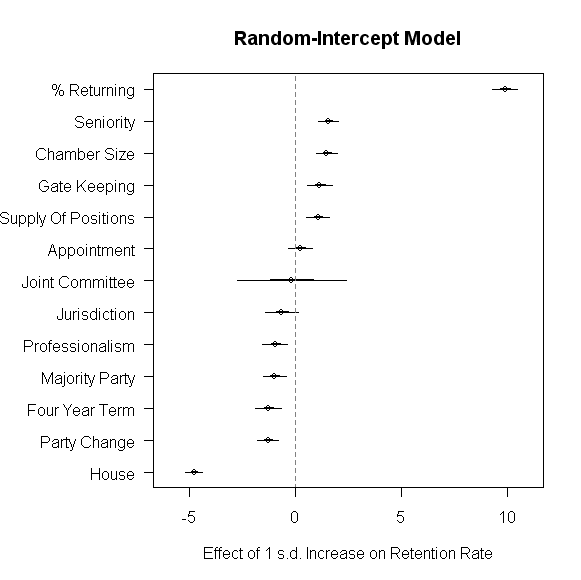 Random-Intercept Model
% Returning
Seniority
Chamber Size
Gate Keeping
Supply Of Positions
Appointment
Joint Committee
Jurisdiction
Professionalism
Majority Party
Four Year Term
Party Change
House
-5 0 5 10
Effect of 1 s.d. Increase on Retention Rate